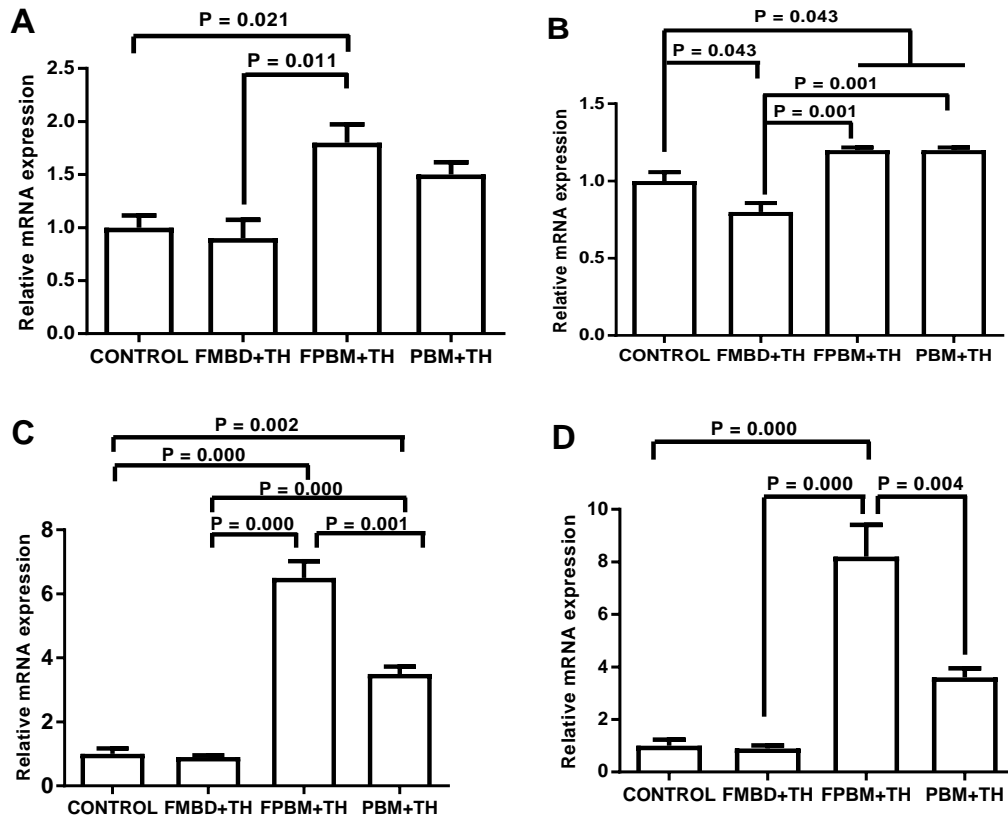 A
P = 0.021
P = 0.011
Relative mRNA expression
2.5
2.0
1.5
1.0
0.5
0.0
CONTROL FMBD+TH FPBM+TH PBM+TH
B
P = 0.043
P = 0.043
P = 0.001
P = 0.001
Relative mRNA expression
1.5
1.0
0.5
0.0
CONTROL FMBD+TH FPBM+TH PBM+TH
C
P = 0.002
P = 0.000
P = 0.000
P = 0.000 P = 0.001
Relative mRNA expression
8
6
4
2
0
CONTROL FMBD+TH FPBM+TH PBM+TH
D
P = 0.000
P = 0.000 P = 0.004
Relative mRNA expression
10
8
6
4
2
0
CONTROL FMBD+TH FPBM+TH PBM+TH